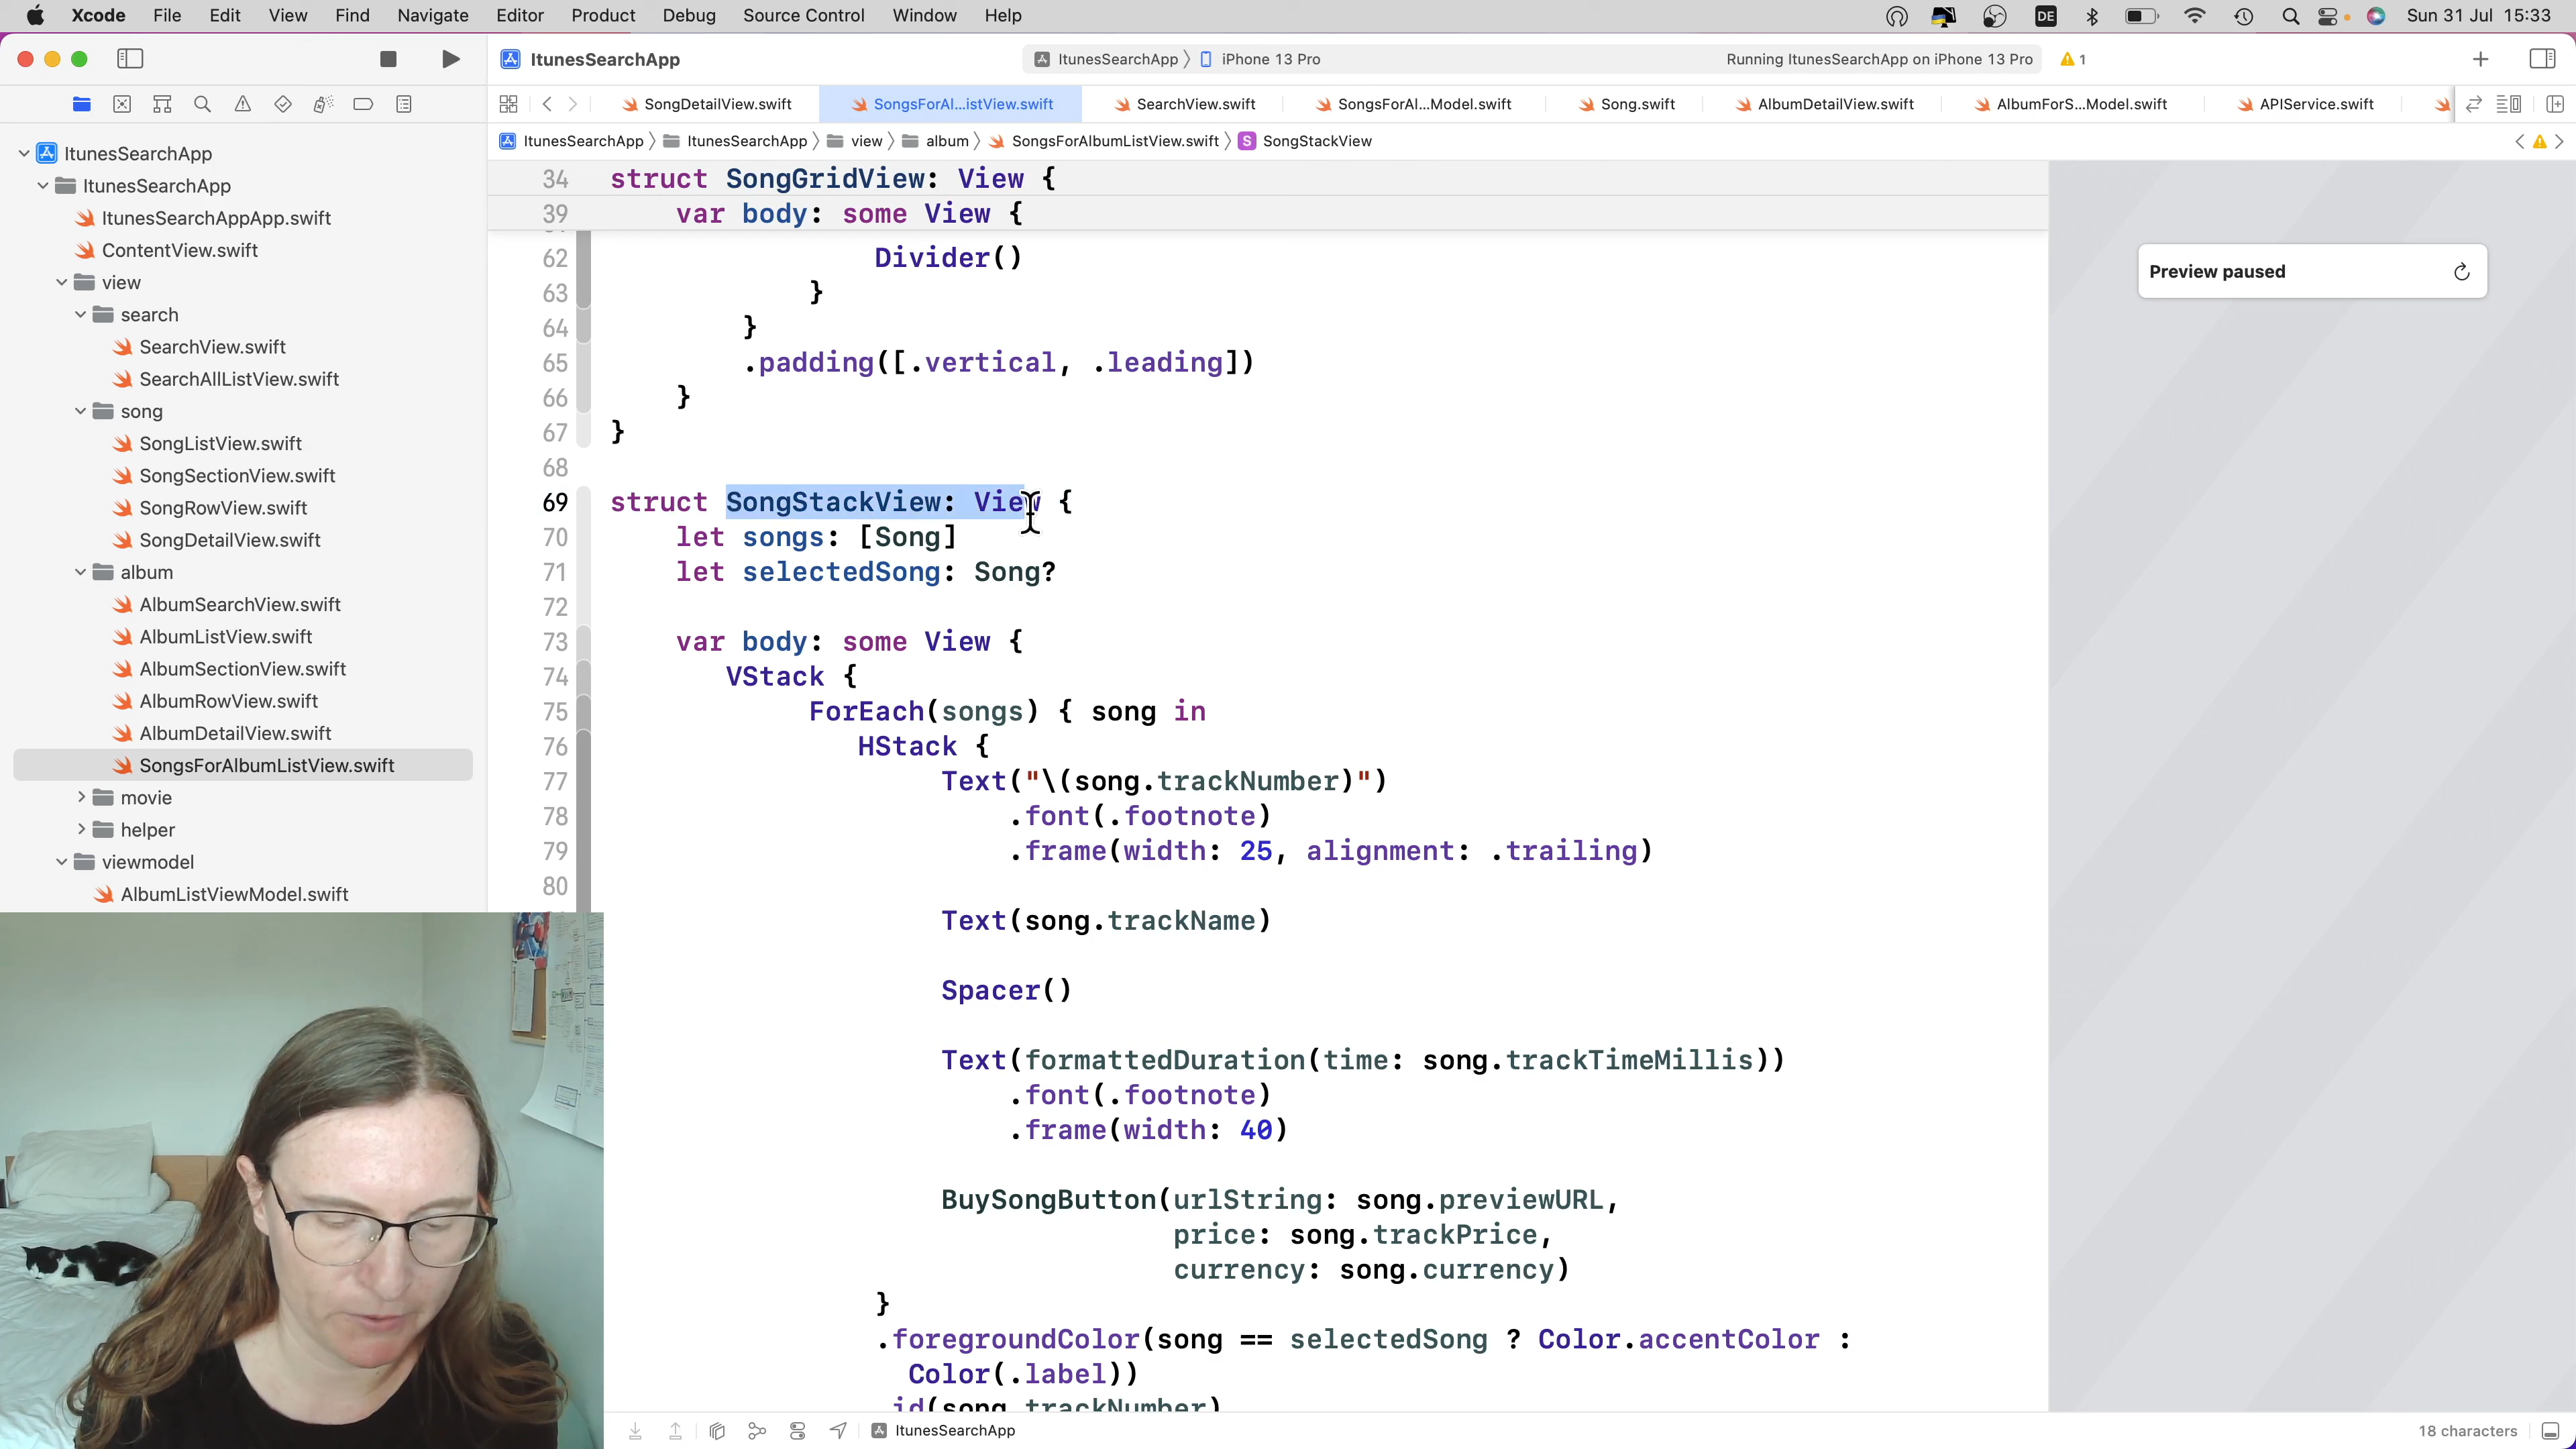 Xcode File Edit View Find Navigate Editor Product Debug Source Control Window Help DE Sun 31 Jul 15:33
ItunesSearchApp ItunesSearchApp iPhone 13 Pro Running ItunesSearchApp on iPhone 13 Pro 1
SongDetailView.swift SongsForAl...istView.swift SearchView.swift SongsForAl...Model.swift Song.swift AlbumDetailView.swift AlbumForS...Model.swift APIService.swift
ItunesSearchApp ItunesSearchApp view album SongsForAlbumListView.swift S SongStackView
ItunesSearchApp
ItunesSearchApp
ItunesSearchAppApp.swift
ContentView.swift
view
search
SearchView.swift
SearchAllListView.swift
song
SongListView.swift
SongSectionView.swift
SongRowView.swift
SongDetailView.swift
album
AlbumSearchView.swift
AlbumListView.swift
AlbumSectionView.swift
AlbumRowView.swift
AlbumDetailView.swift
SongsForAlbumListView.swift
movie
helper
viewmodel
AlbumListViewModel.swift
34 struct SongGridView: View {
39 var body: some View {
62 Divider()
63 }
64 }
65 .padding([.vertical, .leading])
66 }
67 }
68
69 struct SongStackView: View {
70 let songs: [Song]
71 let selectedSong: Song?
72
73 var body: some View {
74 VStack {
75 ForEach(songs) { song in
76 HStack {
77 Text("\(song.trackNumber)")
78 .font(.footnote)
79 .frame(width: 25, alignment: .trailing)
80
Text(song.trackName)
Spacer()
Text(formattedDuration(time: song.trackTimeMillis))
.font(.footnote)
.frame(width: 40)
BuySongButton(urlString: song.previewURL,
price: song.trackPrice,
currency: song.currency)
}
.foregroundColor(song == selectedSong ? Color.accentColor :
Color(.label))
.id(song.trackNumber)
Preview paused
ItunesSearchApp
18 characters